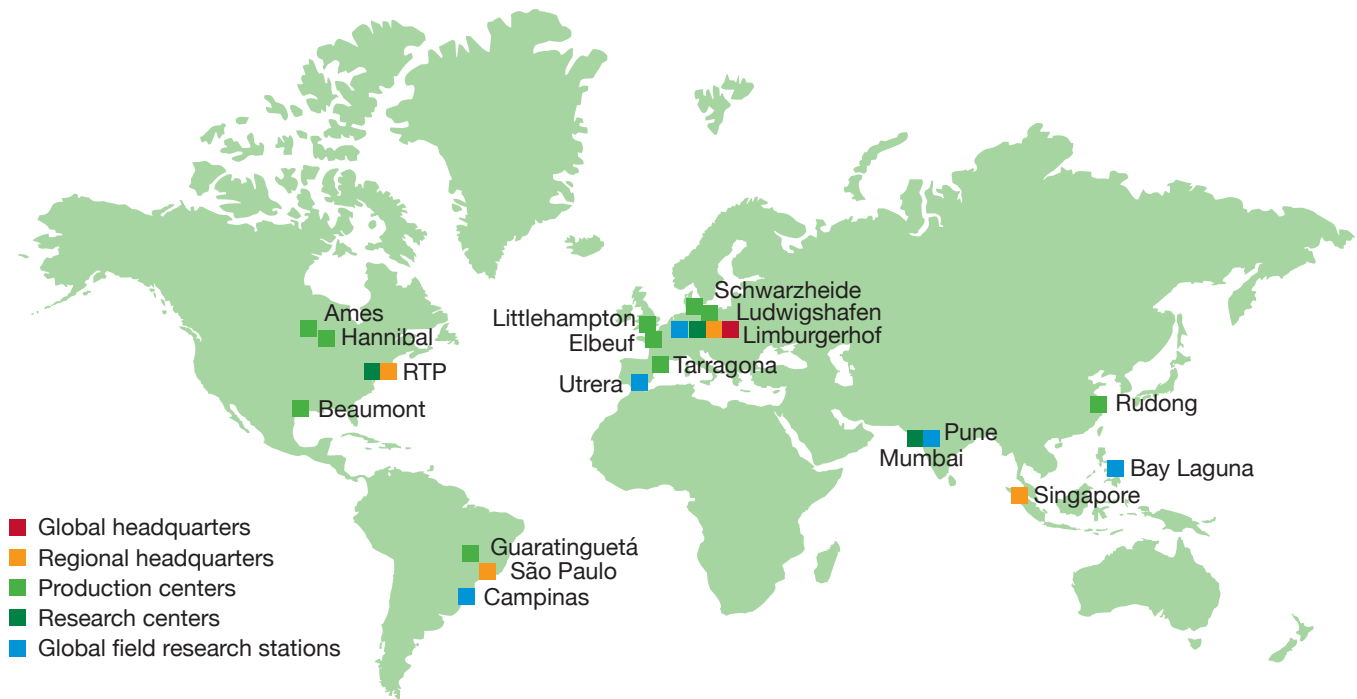 Schwarzheide
Ames
Littlehampton
Ludwigshafen
Hannibal
Elbeuf
Limburgerhof
RTP
Tarragona
Utrera
Beaumont
Rudong
Pune
Mumbai
Bay Laguna
Singapore
Global headquarters
Regional headquarters
Production centers
Research centers
Global field research stations
Guaratinguetá
São Paulo
Campinas